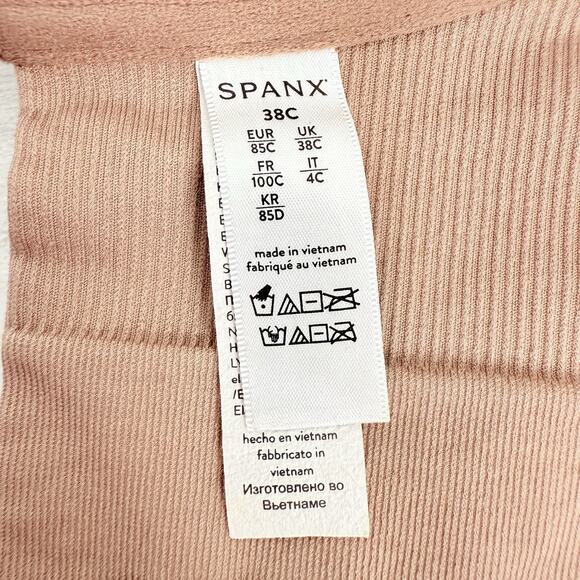 SPANX
38C
EUR UK
85C 38C
FR IT
100C 4C
KR
85D
made in vietnam
fabriqué au vietnam
hecho en vietnam
fabbricato in
vietnam
Изготовлено во
Вьетнаме